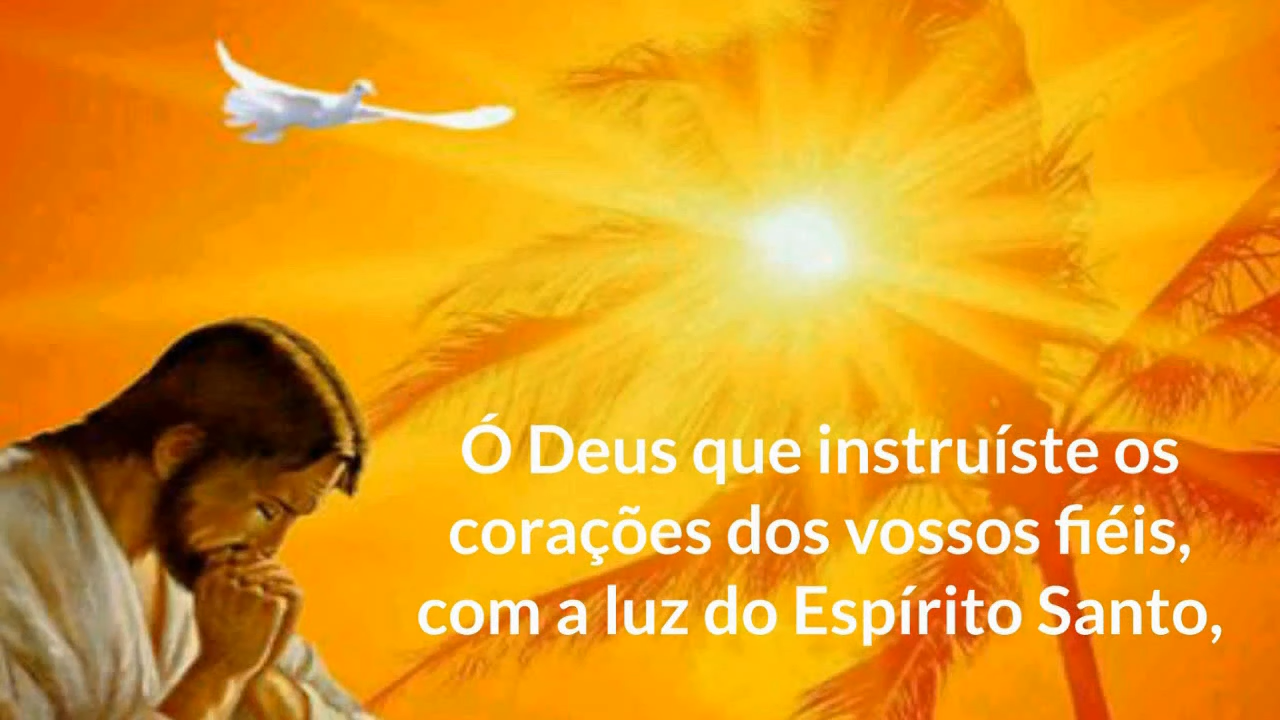 Ó Deus que instruíste os
corações dos vossos fiéis,
com a luz do Espírito Santo,